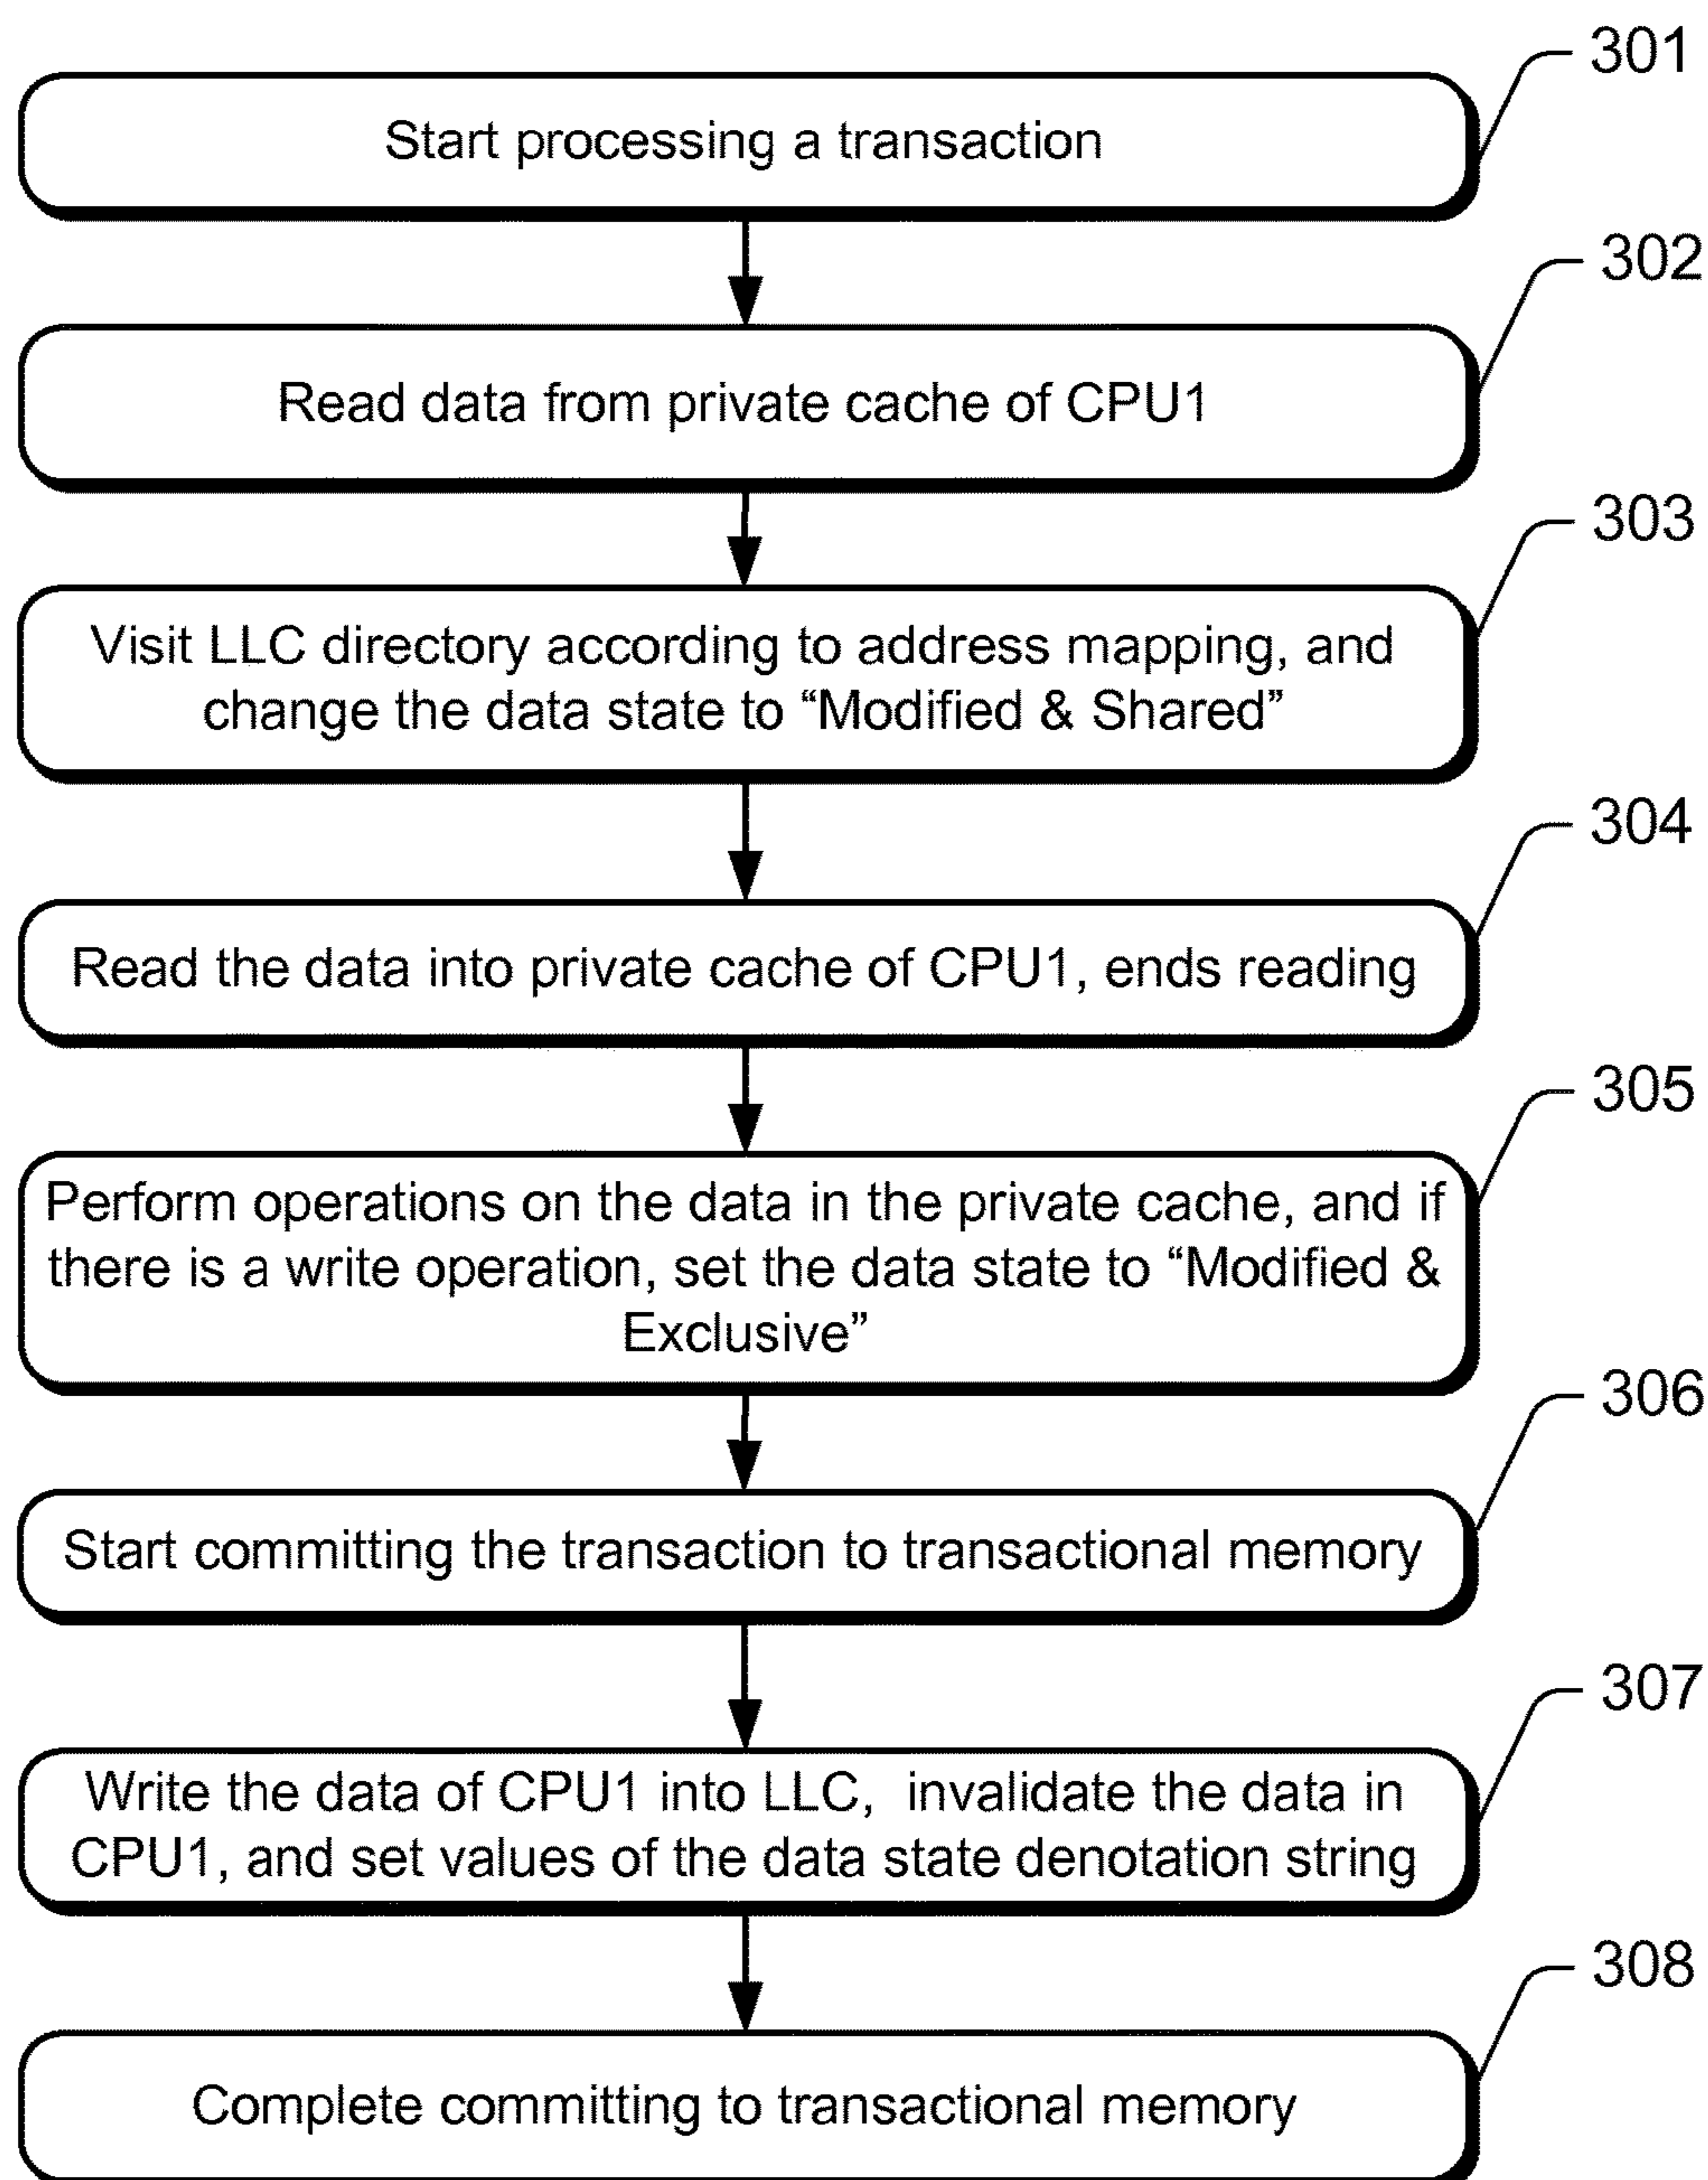 301
Start processing a transaction
302
Read data from private cache of CPU1
303
Visit LLC directory according to address mapping, and
change the data state to “Modified & Shared”
304
Read the data into private cache of CPU1, ends reading
305
Perform operations on the data in the private cache, and if
there is a write operation, set the data state to “Modified &
Exclusive”
306
Start committing the transaction to transactional memory
307
Write the data of CPU1 into LLC, invalidate the data in
CPU1, and set values of the data state denotation string
308
Complete committing to transactional memory